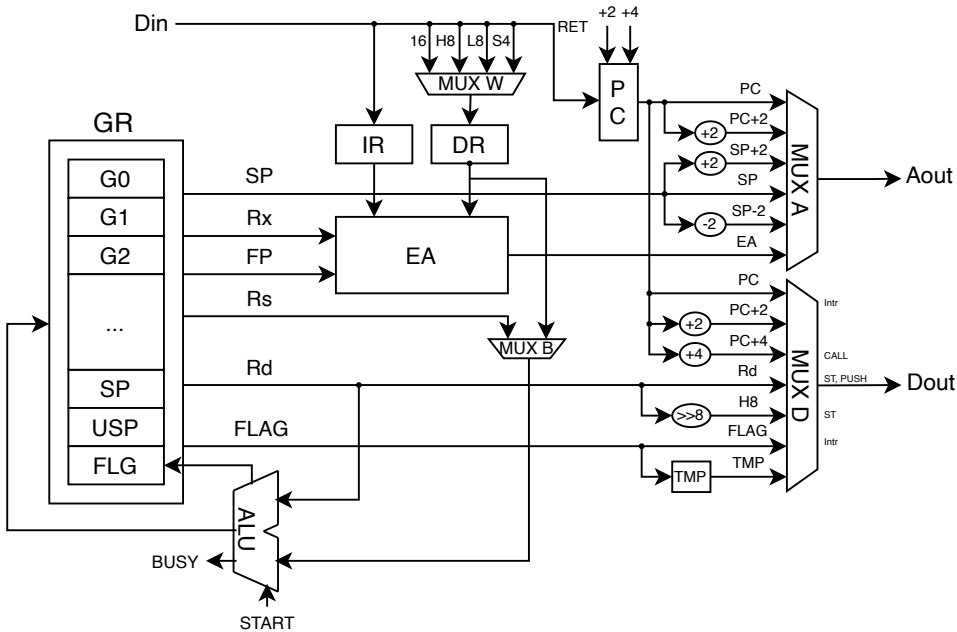 Din
16 H8 L8 S4
RET
+2 +4
MUX W
P
C
PC
GR
IR
DR
+2
PC+2
MUX A
G0
SP
+2
SP+2
SP
Aout
G1
Rx
-2
SP-2
G2
FP
EA
EA
Rs
PC
Intr
...
+2
PC+2
MUX B
+4
PC+4
CALL
MUX D
SP
Rd
Rd
ST, PUSH
Dout
USP
>>8
H8
ST
FLAG
FLAG
Intr
FLG
TMP
TMP
ALU
BUSY
START